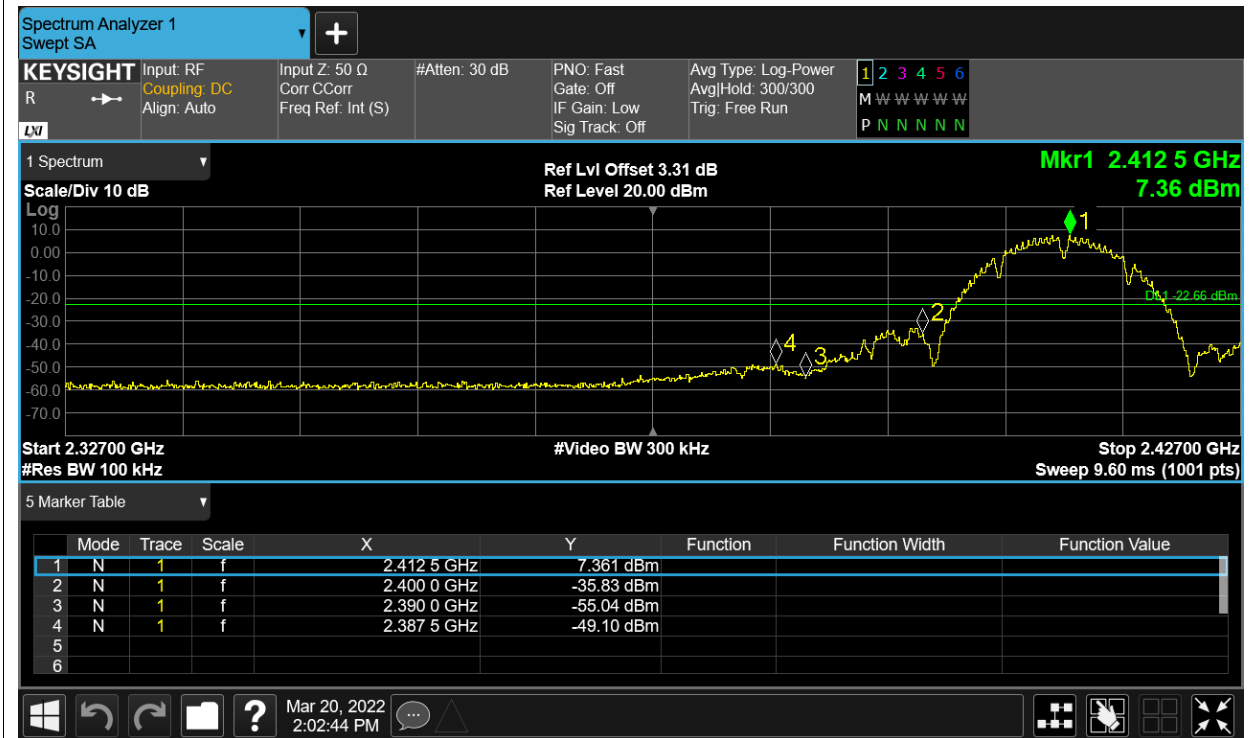 Spectrum Analyzer 1
Swept SA
KEYSIGHT
R
LXI
Input: RF
Coupling: DC
Align: Auto
Input Z: 50 Ω
Corr CCorr
Freq Ref: Int (S)
#Atten: 30 dB
PNO: Fast
Gate: Off
IF Gain: Low
Sig Track: Off
Avg Type: Log-Power
Avg|Hold: 300/300
Trig: Free Run
1 2 3 4 5 6
M W W W W W
P N N N N N
1 Spectrum
Scale/Div 10 dB
Ref Lvl Offset 3.31 dB
Ref Level 20.00 dBm
Mkr1 2.412 5 GHz
7.36 dBm
Log
10.0
0.00
-10.0
-20.0
-30.0
-40.0
-50.0
-60.0
-70.0
1
2
3
4
DL1 -22.66 dBm
Start 2.32700 GHz
#Res BW 100 kHz
#Video BW 300 kHz
Stop 2.42700 GHz
Sweep 9.60 ms (1001 pts)
5 Marker Table
Mode Trace Scale X Y Function Function Width Function Value
1 N 1 f 2.412 5 GHz 7.361 dBm
2 N 1 f 2.400 0 GHz -35.83 dBm
3 N 1 f 2.390 0 GHz -55.04 dBm
4 N 1 f 2.387 5 GHz -49.10 dBm
5
6
?
Mar 20, 2022
2:02:44 PM